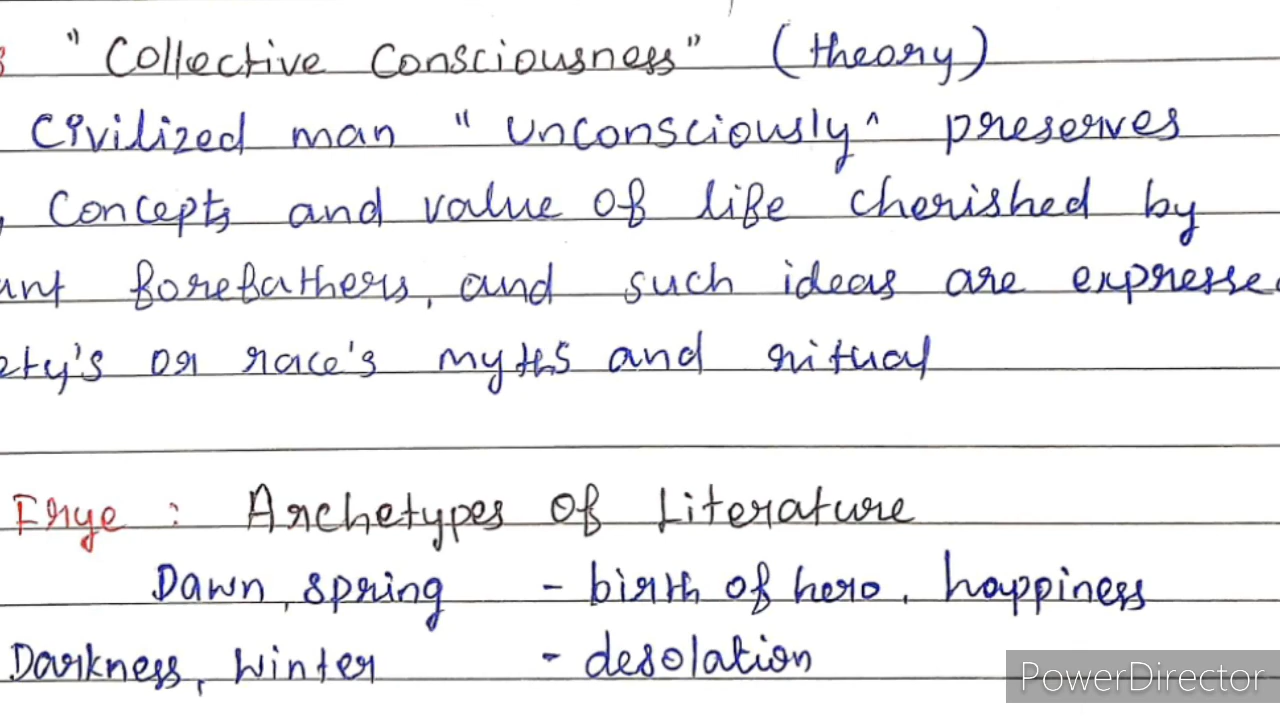 "Collective Consciousness" (theory)
Civilized man "unconsciously" preserves
Concepts and value of life cherished by
forefathers, and such ideas are
or race's myths and ritual
Frye : Archetypes of Literature
Dawn, spring - birth of hero, happiness
Darkness, Winter - desolation
PowerDirector